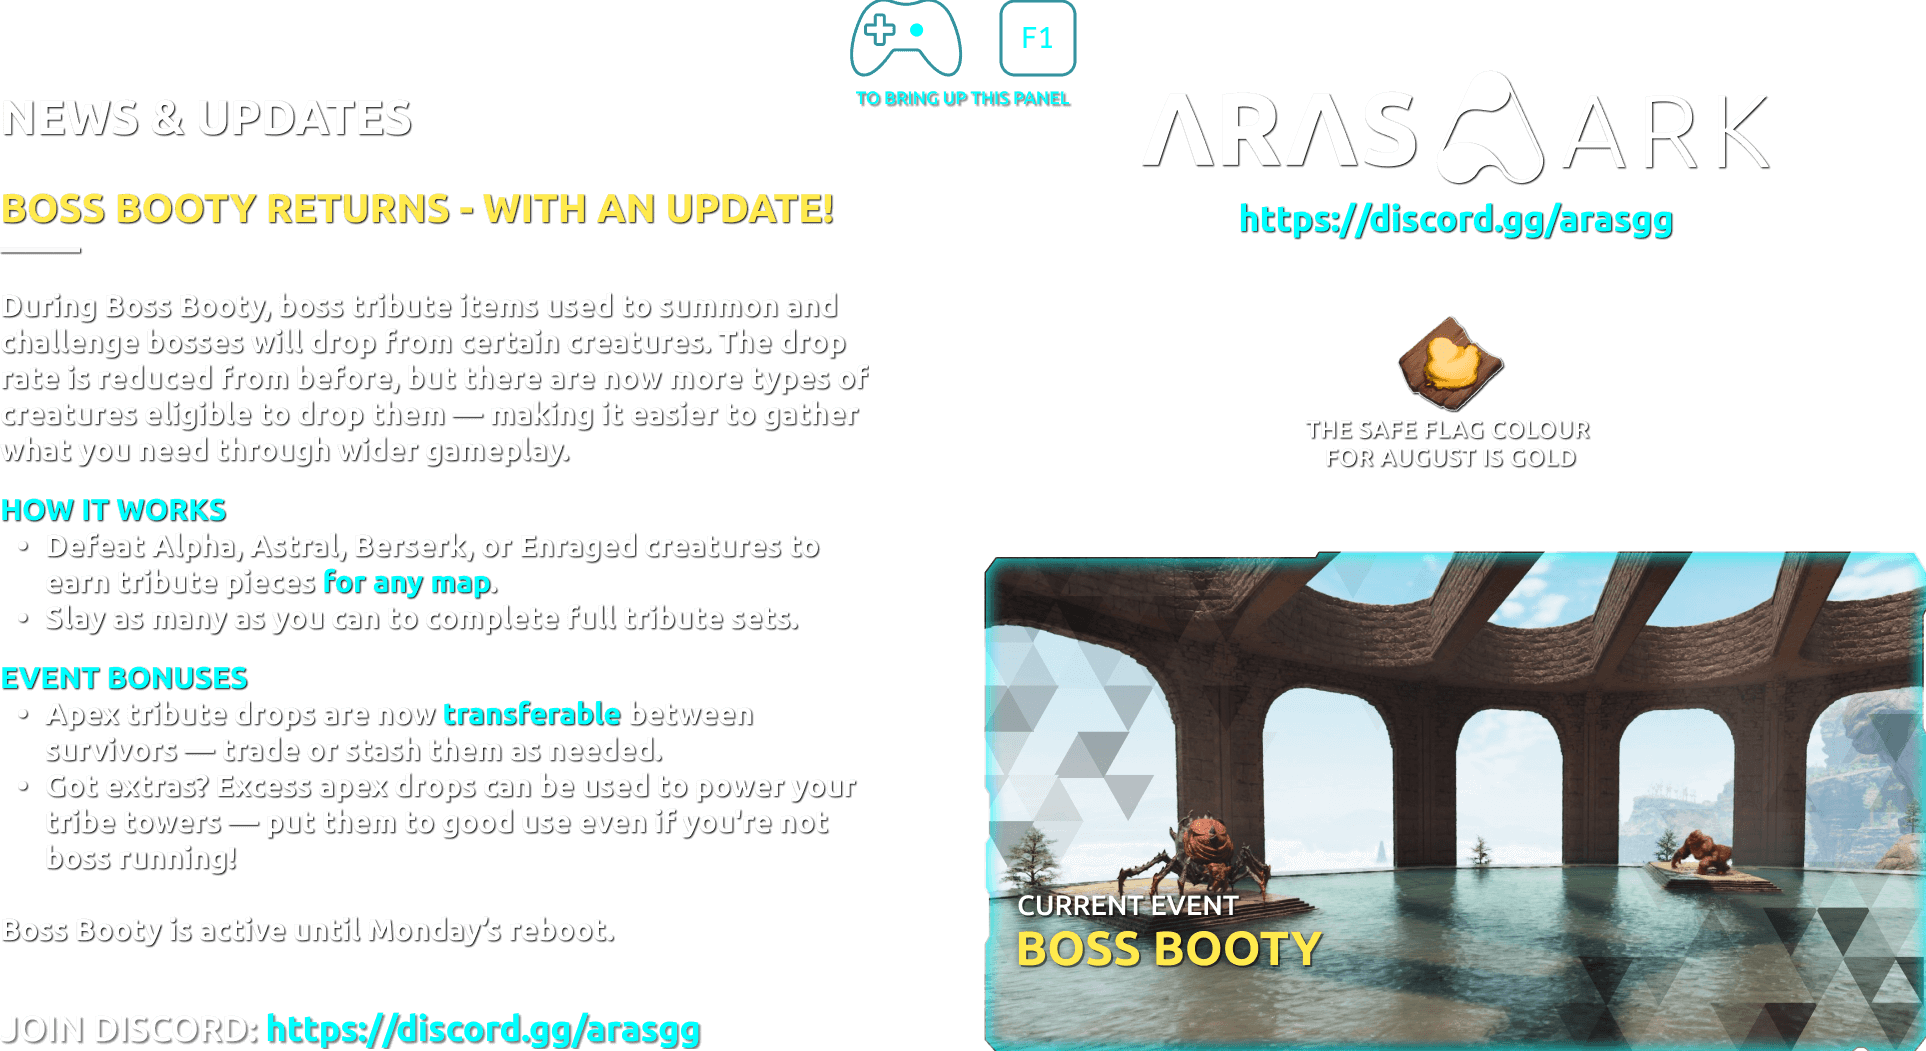 F1
TO BRING UP THIS PANEL
NEWS & UPDATES
BOSS BOOTY RETURNS - WITH AN UPDATE!
During Boss Booty, boss tribute items used to summon and
challenge bosses will drop from certain creatures. The drop
rate is reduced from before, but there are now more types of
creatures eligible to drop them — making it easier to gather
what you need through wider gameplay.
HOW IT WORKS
• Defeat Alpha, Astral, Berserk, or Enraged creatures to
earn tribute pieces for any map.
• Slay as many as you can to complete full tribute sets.
EVENT BONUSES
• Apex tribute drops are now transferable between
survivors — trade or stash them as needed.
• Got extras? Excess apex drops can be used to power your
tribe towers — put them to good use even if you're not
boss running!
Boss Booty is active until Monday’s reboot.
JOIN DISCORD: https://discord.gg/arasgg
ARAS ARK
https://discord.gg/arasgg
THE SAFE FLAG COLOUR
FOR AUGUST IS GOLD
CURRENT EVENT
BOSS BOOTY